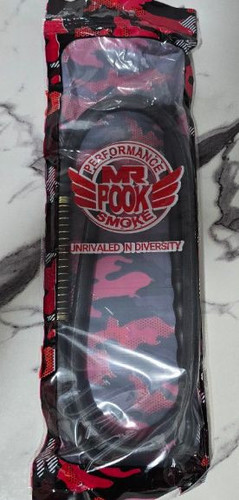 PERFORMANCE
MR
POOK
SMOKE
UNRIVALED IN DIVERSITY